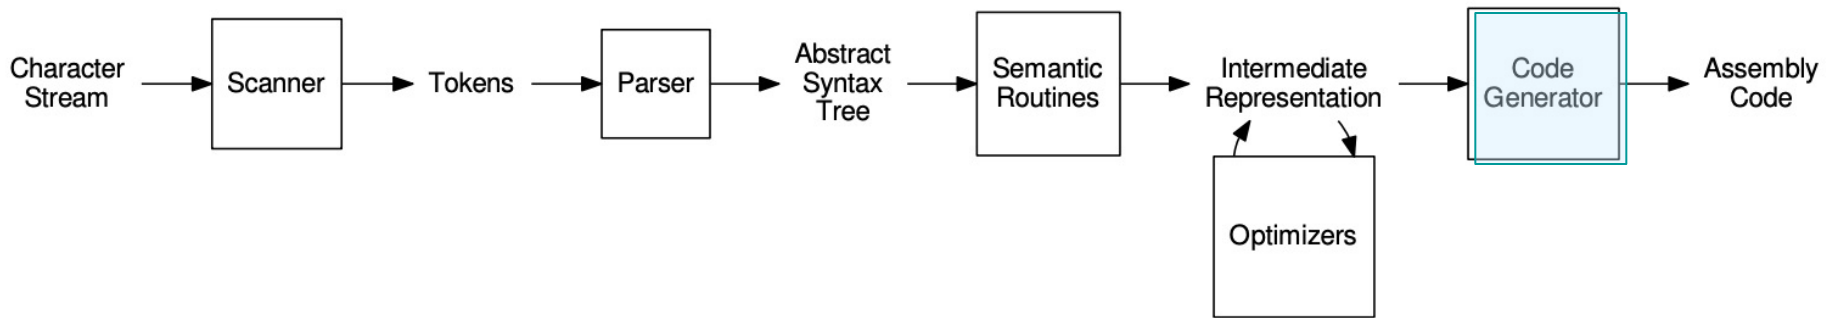 Character
Stream
Scanner
Tokens
Parser
Abstract
Syntax
Tree
Semantic
Routines
Intermediate
Representation
Code
Generator
Assembly
Code
Optimizers